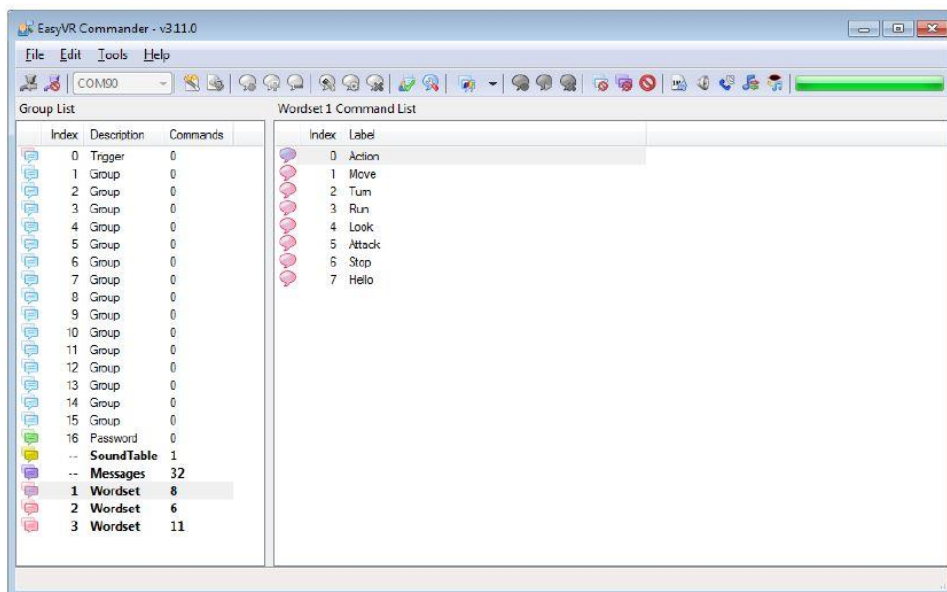 EasyVR Commander - v3.11.0
File Edit Tools Help
COM90
Group List
Wordset 1 Command List
Index Description Commands
0 Trigger 0
1 Group 0
2 Group 0
3 Group 0
4 Group 0
5 Group 0
6 Group 0
7 Group 0
8 Group 0
9 Group 0
10 Group 0
11 Group 0
12 Group 0
13 Group 0
14 Group 0
15 Group 0
16 Password 0
-- SoundTable 1
-- Messages 32
1 Wordset 8
2 Wordset 6
3 Wordset 11
Index Label
0 Action
1 Move
2 Turn
3 Run
4 Look
5 Attack
6 Stop
7 Hello